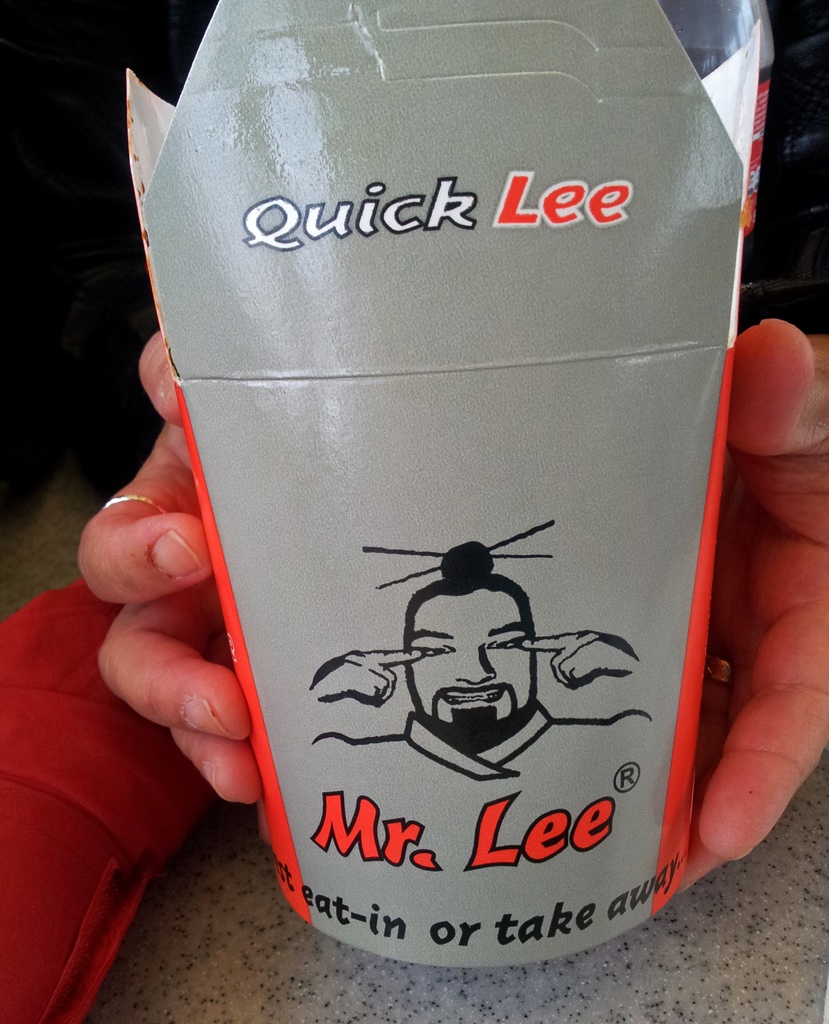 Quick Lee
Mr. Lee®
eat-in or take away..